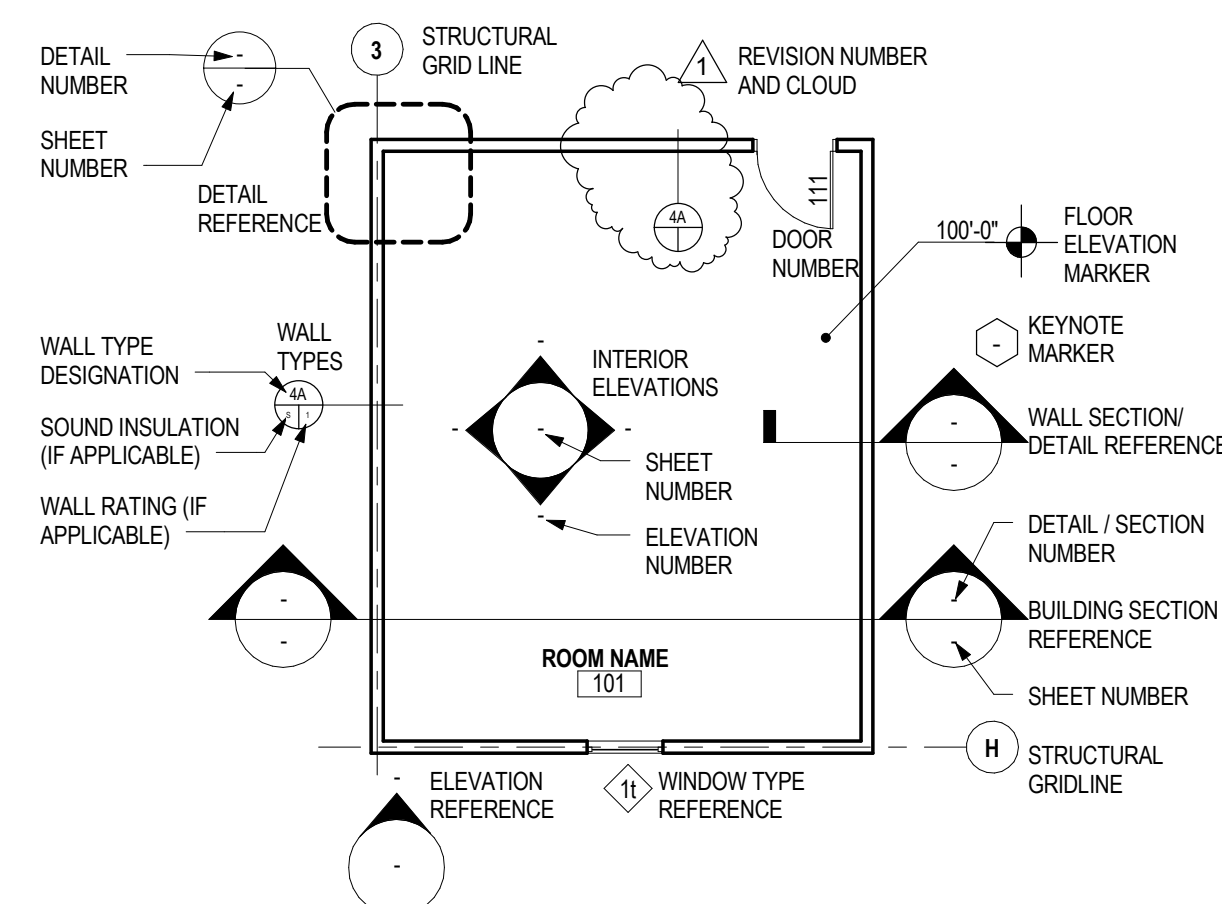 DETAIL
NUMBER
-
-
SHEET
NUMBER
DETAIL
REFERENCE
3
STRUCTURAL
GRID LINE
1
REVISION NUMBER
AND CLOUD
4A
111
DOOR
NUMBER
100'-0"
FLOOR
ELEVATION
MARKER
-
KEYNOTE
MARKER
WALL
TYPES
WALL TYPE
DESIGNATION
4A
S
1
SOUND INSULATION
(IF APPLICABLE)
WALL RATING (IF
APPLICABLE)
INTERIOR
ELEVATIONS
-
-
-
-
-
SHEET
NUMBER
ELEVATION
NUMBER
-
-
WALL SECTION/
DETAIL REFERENCE
-
-
-
-
DETAIL / SECTION
NUMBER
BUILDING SECTION
REFERENCE
SHEET NUMBER
ROOM NAME
101
H
STRUCTURAL
GRIDLINE
-
ELEVATION
REFERENCE
-
1t
WINDOW TYPE
REFERENCE